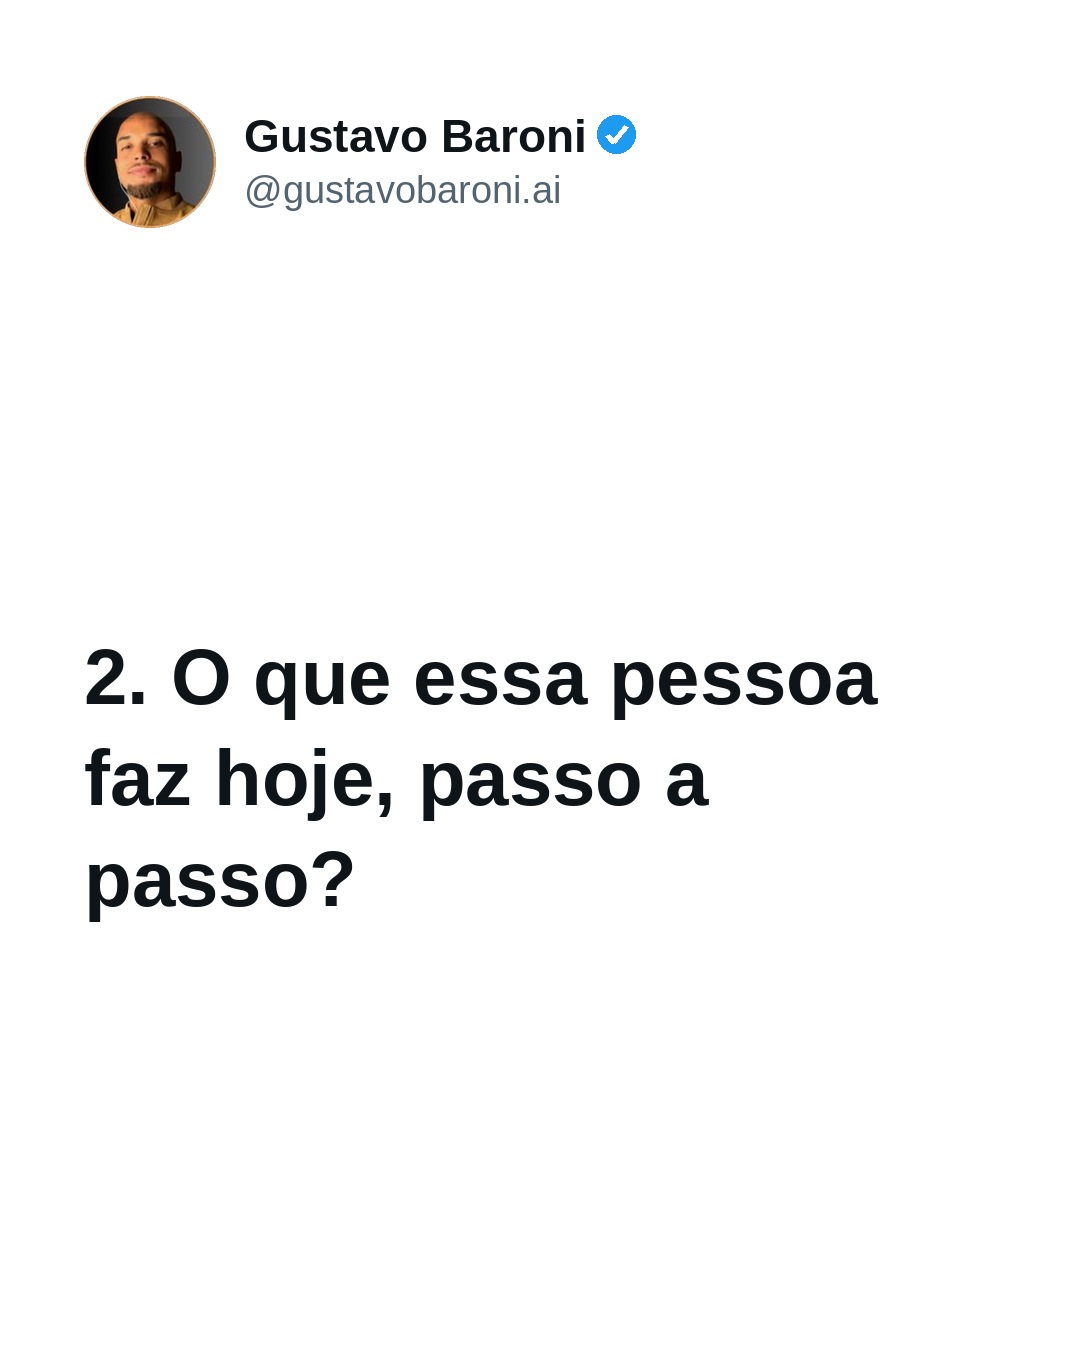 Gustavo Baroni
@gustavobaroni.ai
2. O que essa pessoa
faz hoje, passo a
passo?